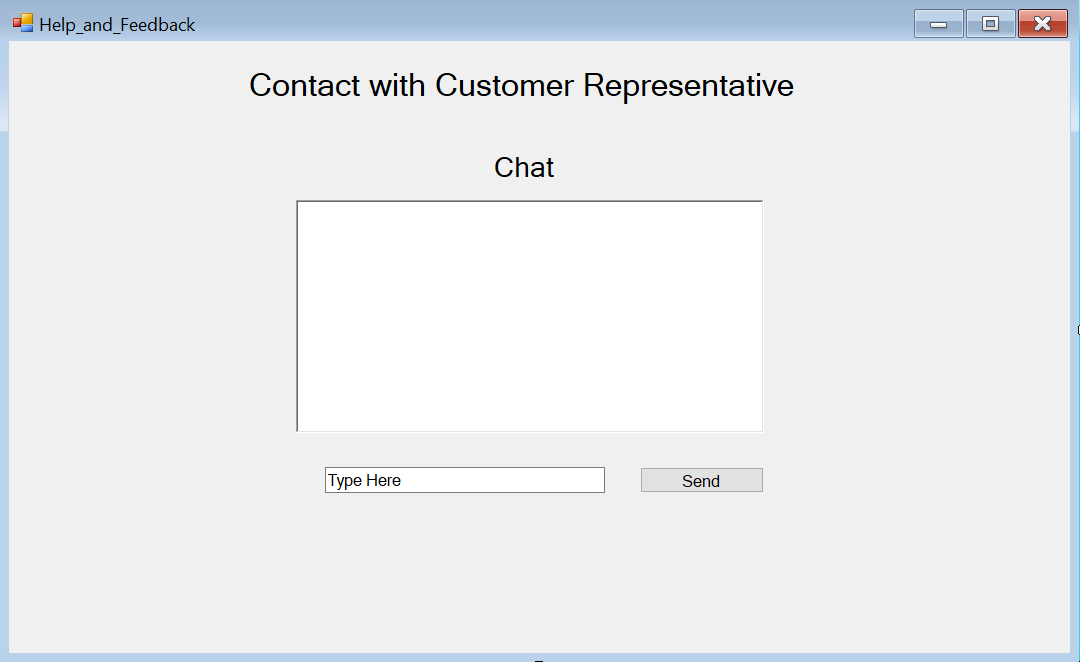 Help_and_Feedback
Contact with Customer Representative
Chat
Type Here
Send